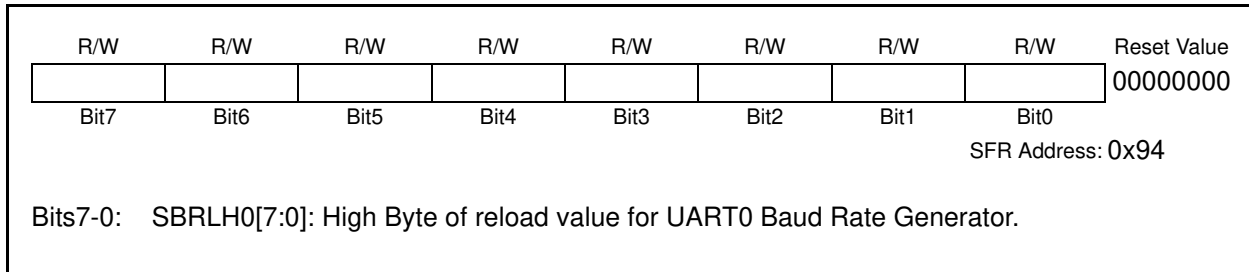 R/W R/W R/W R/W R/W R/W R/W R/W Reset Value
00000000
Bit7 Bit6 Bit5 Bit4 Bit3 Bit2 Bit1 Bit0
SFR Address: 0x94
Bits7-0: SBRLH0[7:0]: High Byte of reload value for UART0 Baud Rate Generator.